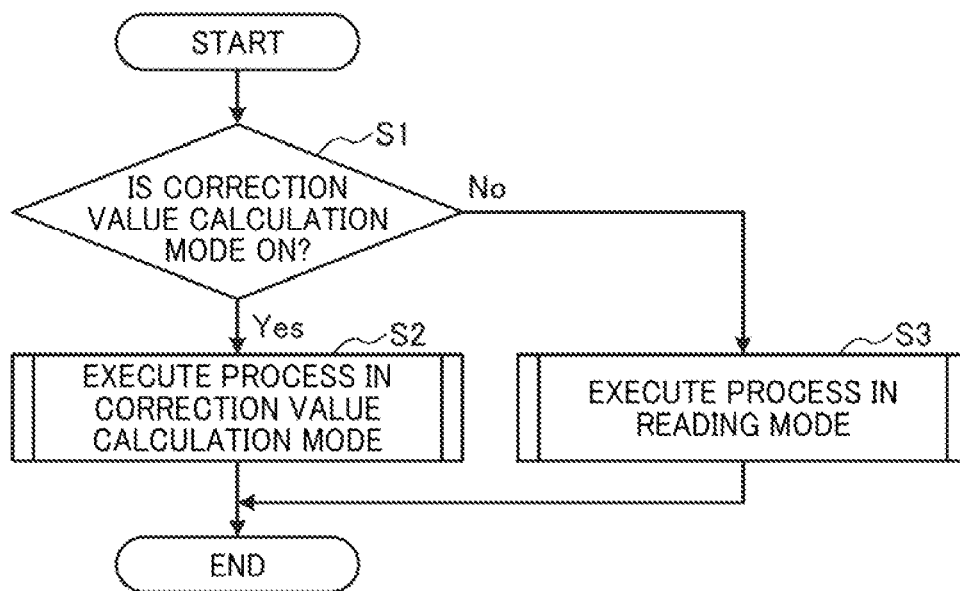 START
S1
IS CORRECTION
VALUE CALCULATION
MODE ON?
No
Yes
S2
EXECUTE PROCESS IN
CORRECTION VALUE
CALCULATION MODE
S3
EXECUTE PROCESS IN
READING MODE
END